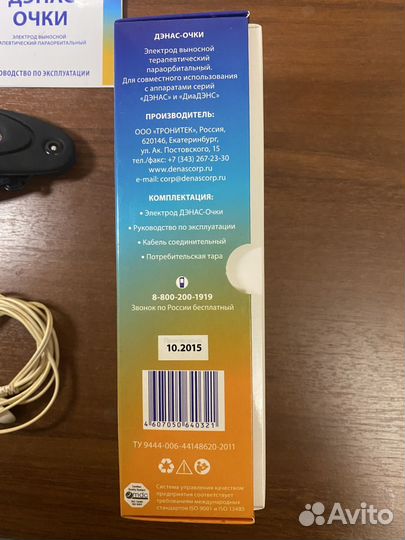 ДЭНАС-
ОЧКИ
ЭЛЕКТРОД ВЫНОСНОЙ
ТЕРАПЕВТИЧЕСКИЙ ПАРАОРБИТАЛЬНЫЙ
РУКОВОДСТВО ПО ЭКСПЛУАТАЦИИ
ДЭНАС-ОЧКИ
Электрод выносной
терапевтический
параорбитальный.
Для совместного использования
с аппаратами серий
«ДЭНАС» и «ДиаДЭНС»
ПРОИЗВОДИТЕЛЬ:
ООО «ТРОНИТЕК», Россия,
620146, Екатеринбург,
ул. Ак. Постовского, 15
тел./факс: +7 (343) 267-23-30
www.denascorp.ru
e-mail: corp@denascorp.ru
КОМПЛЕКТАЦИЯ:
• Электрод ДЭНАС-Очки
• Руководство по эксплуатации
• Кабель соединительный
• Потребительская тара
8-800-200-1919
Звонок по России бесплатный
10.2015
4 607050 640321
ТУ 9444-006-44148620-2011
mdc
Система управления качеством
предприятия соответствует
требованиям международных
стандартов ISO 9001 и ISO 13485
Avito